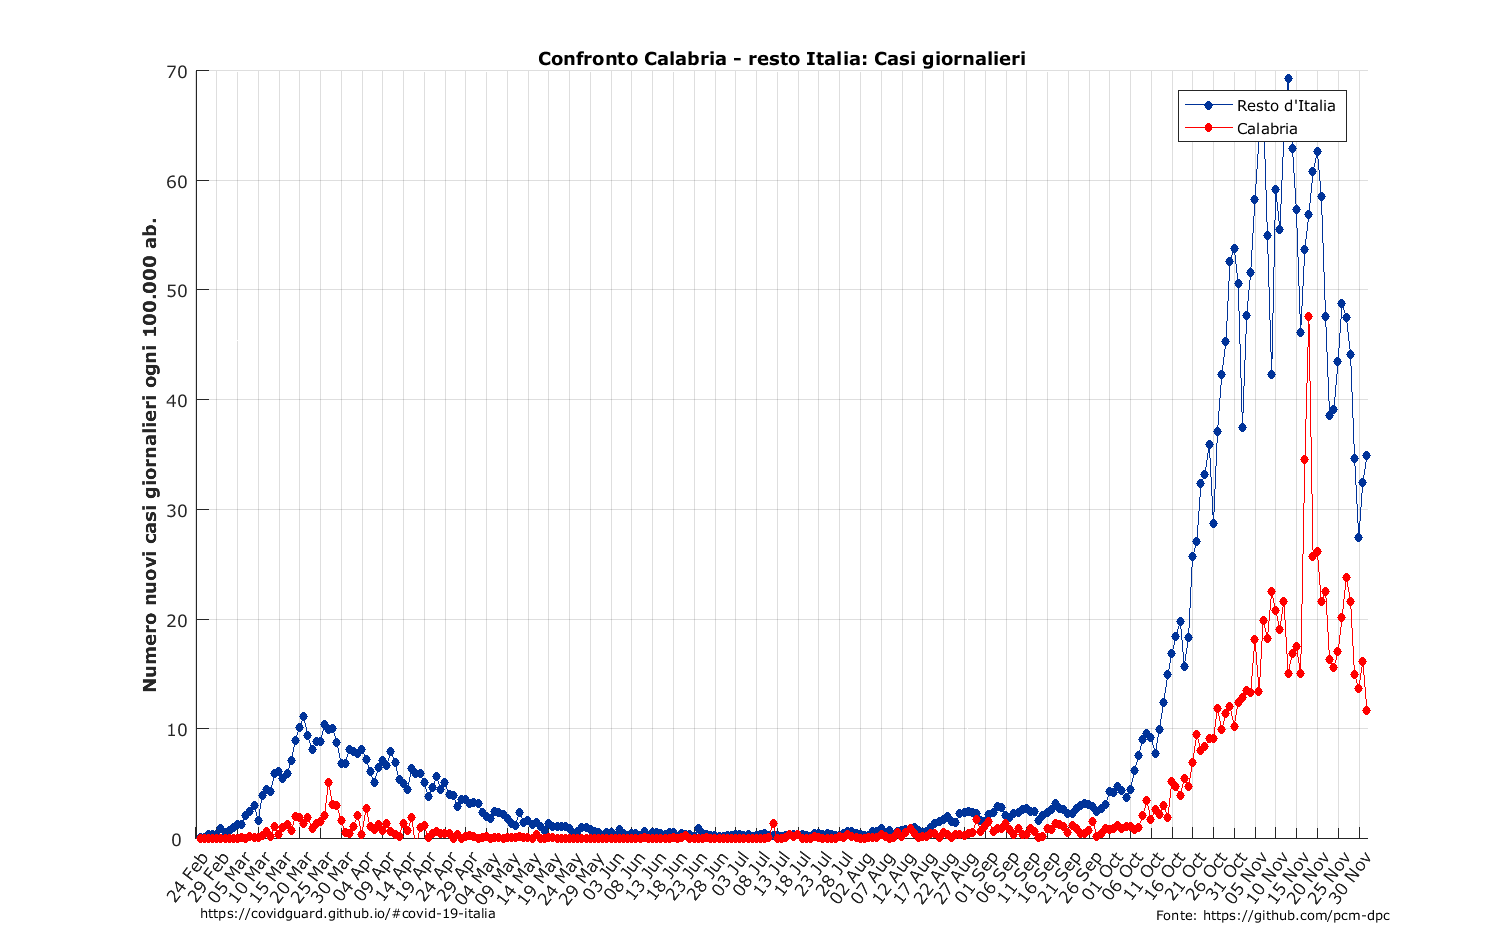 Confronto Calabria - resto Italia: Casi giornalieri
Resto d'Italia
Calabria
Numero nuovi casi giornalieri ogni 100.000 ab.
70
60
50
40
30
20
10
0
24 Feb
29 Feb
05 Mar
10 Mar
15 Mar
20 Mar
25 Mar
30 Mar
04 Apr
09 Apr
14 Apr
19 Apr
24 Apr
29 Apr
04 May
09 May
14 May
19 May
24 May
29 May
03 Jun
08 Jun
13 Jun
18 Jun
23 Jun
28 Jun
03 Jul
08 Jul
13 Jul
18 Jul
23 Jul
28 Jul
02 Aug
07 Aug
12 Aug
17 Aug
22 Aug
27 Aug
01 Sep
06 Sep
11 Sep
16 Sep
21 Sep
26 Sep
01 Oct
06 Oct
11 Oct
16 Oct
21 Oct
26 Oct
31 Oct
05 Nov
10 Nov
15 Nov
20 Nov
25 Nov
30 Nov
https://covidguard.github.io/#covid-19-italia
Fonte: https://github.com/pcm-dpc